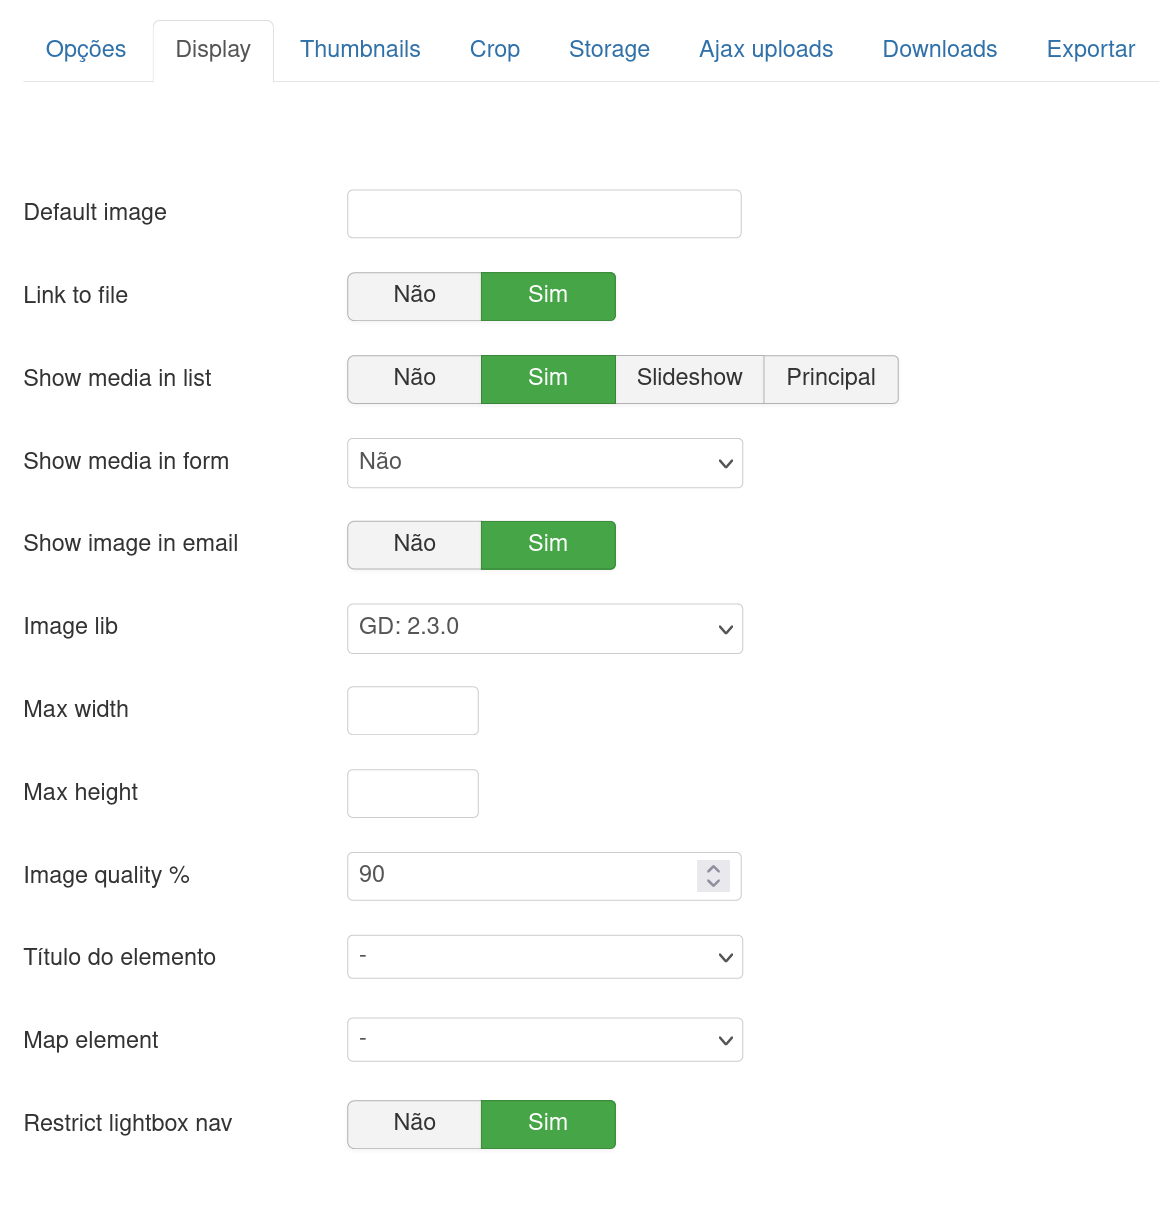 Opções Display Thumbnails Crop Storage Ajax uploads Downloads Exportar
Default image
Link to file Não Sim
Show media in list Não Sim Slideshow Principal
Show media in form Não
Show image in email Não Sim
Image lib GD: 2.3.0
Max width
Max height
Image quality % 90
Título do elemento -
Map element -
Restrict lightbox nav Não Sim